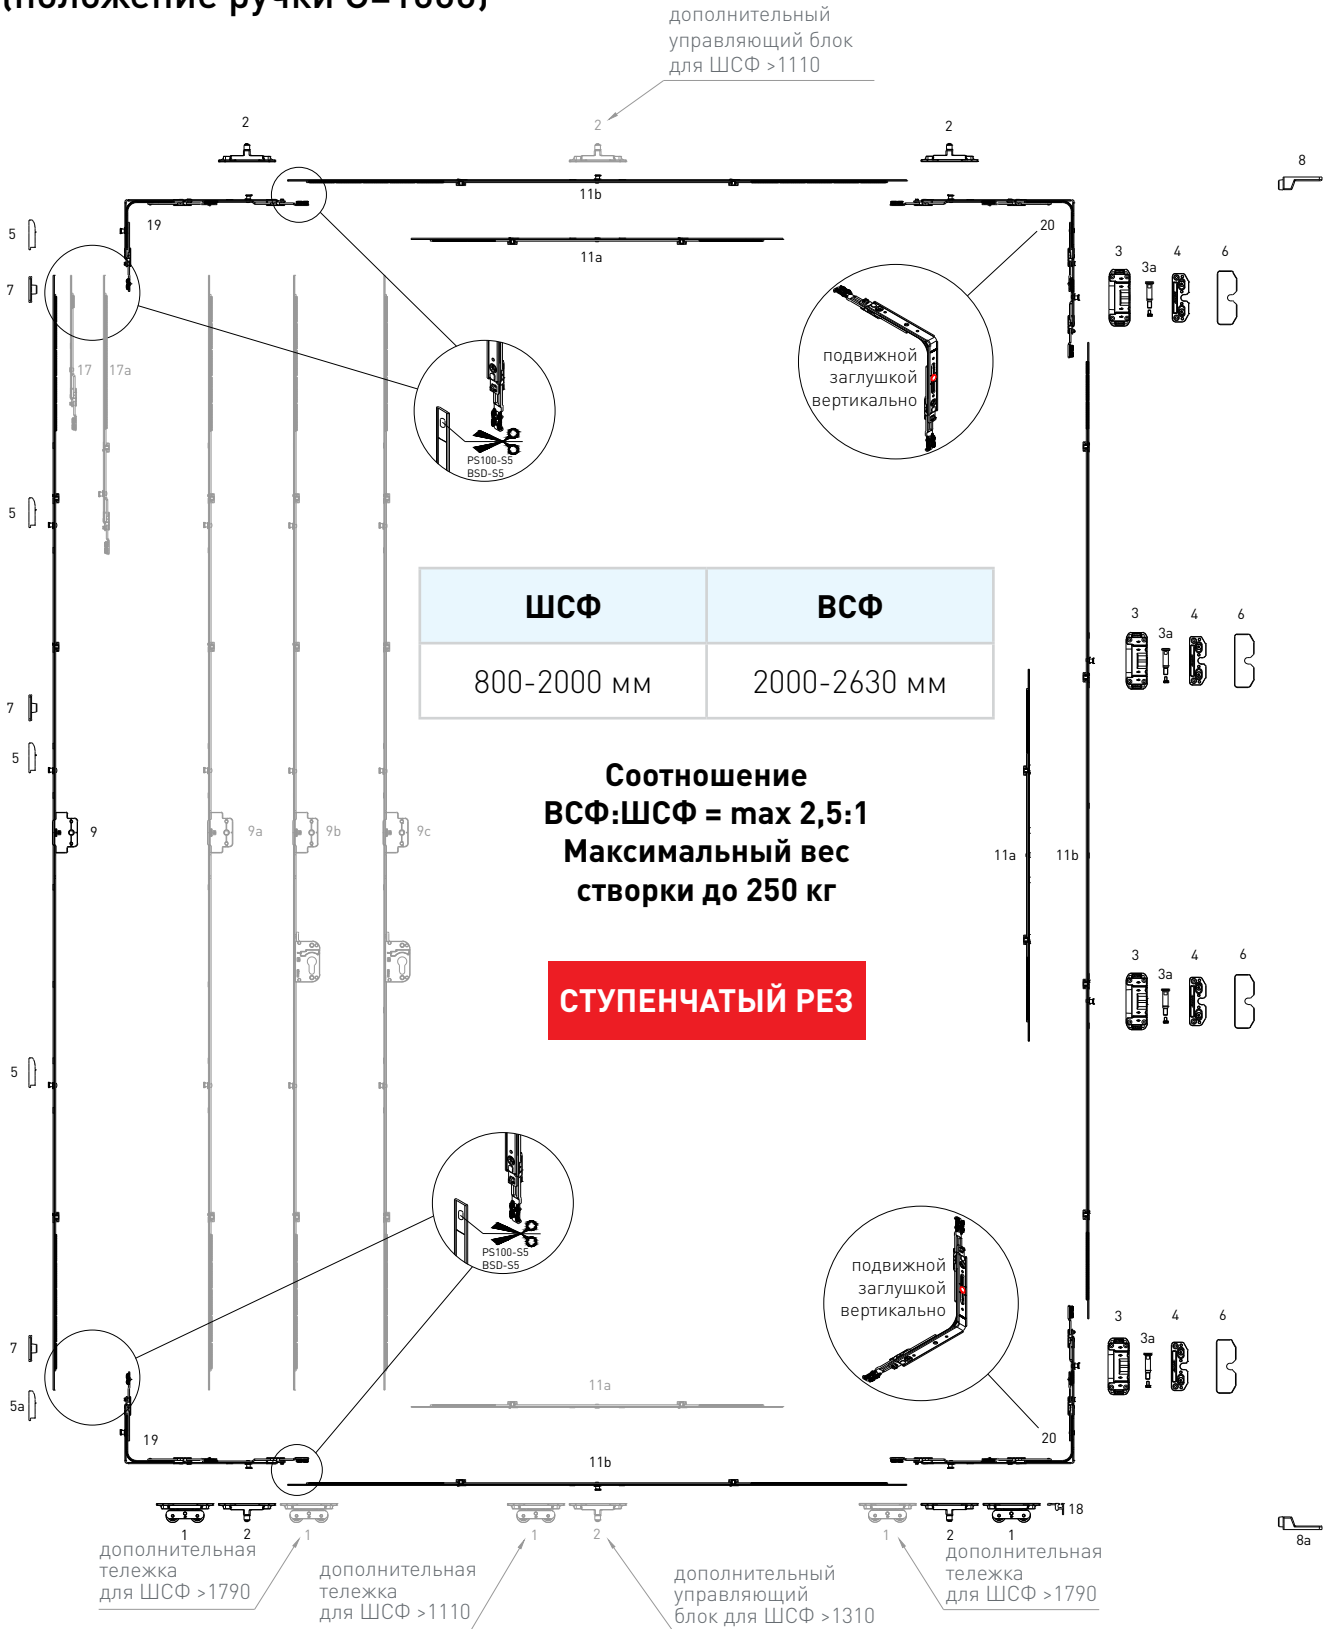 (положение ручки G=1000)
дополнительный
управляющий блок
для ШСФ >1110
2
2
2
8
11b
19
20
5
11a
3
3a
4
6
7
17
17a
подвижной
заглушкой
вертикально
PS100-S5
BSD-S5
5
ШСФ
ВСФ
800-2000 мм
2000-2630 мм
3
3a
4
6
7
5
Соотношение
ВСФ:ШСФ = max 2,5:1
Максимальный вес
створки до 250 кг
9
9a
9b
9c
11a
11b
СТУПЕНЧАТЫЙ РЕЗ
3
3a
4
6
5
PS100-S5
BSD-S5
подвижной
заглушкой
вертикально
3
3a
4
6
7
5a
11a
19
20
11b
1
2
1
1
2
1
2
1
18
8a
дополнительная
тележка
для ШСФ >1790
дополнительная
тележка
для ШСФ >1110
дополнительный
управляющий
блок для ШСФ >1310
дополнительная
тележка
для ШСФ >1790